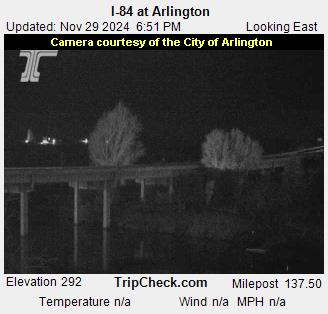 I-84 at Arlington
Updated: Nov 29 2024 6:51 PM Looking East
Camera courtesy of the City of Arlington
Elevation 292 TripCheck.com Milepost 137.50
Temperature n/a Wind n/a MPH n/a